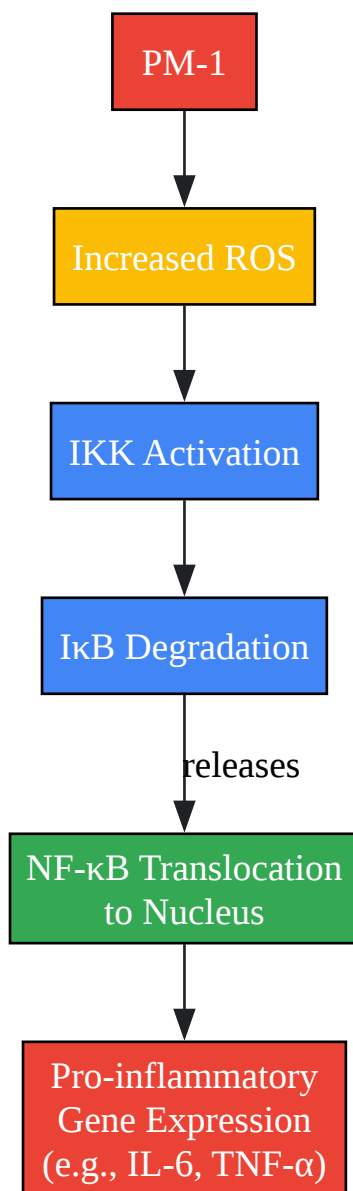 PM-1
Increased ROS
IKK Activation
IκB Degradation
releases
NF-κB Translocation
to Nucleus
Pro-inflammatory
Gene Expression
(e.g., IL-6, TNF-α)